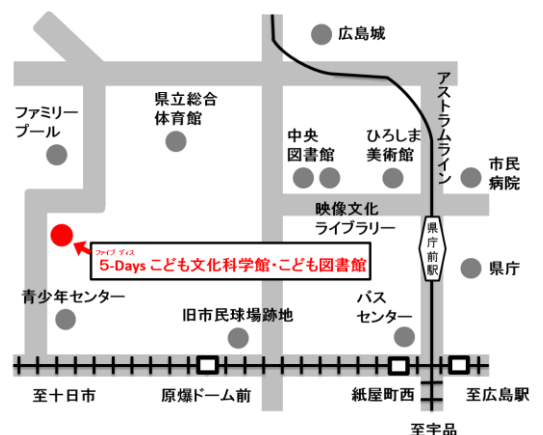 広島城
アストラムライン
ファミリー
プール
県立総合
体育館
中央
図書館
ひろしま
美術館
市民
病院
映像文化
ライブラリー
県庁前駅
県庁
ファイブ デイズ
5-Days こども文化科学館・こども図書館
青少年センター
旧市民球場跡地
バス
センター
至十日市
原爆ドーム前
紙屋町西
至広島駅
至宇品